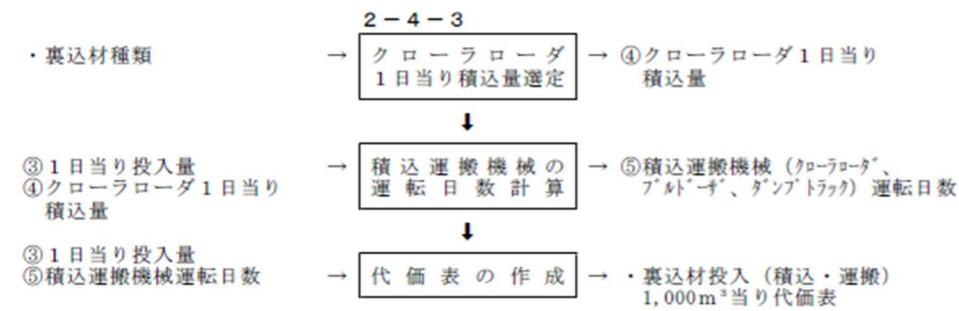 2－4－3
・裏込材種類 → クローラローダ → ④クローラローダ1日当り
1日当り積込量選定 積込量
⬇
③1日当り投入量 → 積込運搬機械の → ⑤積込運搬機械（ｸﾛｰﾗﾛｰﾀﾞ、
④クローラローダ1日当り 運転日数計算 ﾌﾞﾙﾄﾞｰｻﾞ、ﾀﾞﾝﾌﾟﾄﾗｯｸ）運転日数
積込量
⬇
③1日当り投入量
⑤積込運搬機械運転日数 → 代価表の作成 → ・裏込材投入（積込・運搬）
1,000m³当り代価表